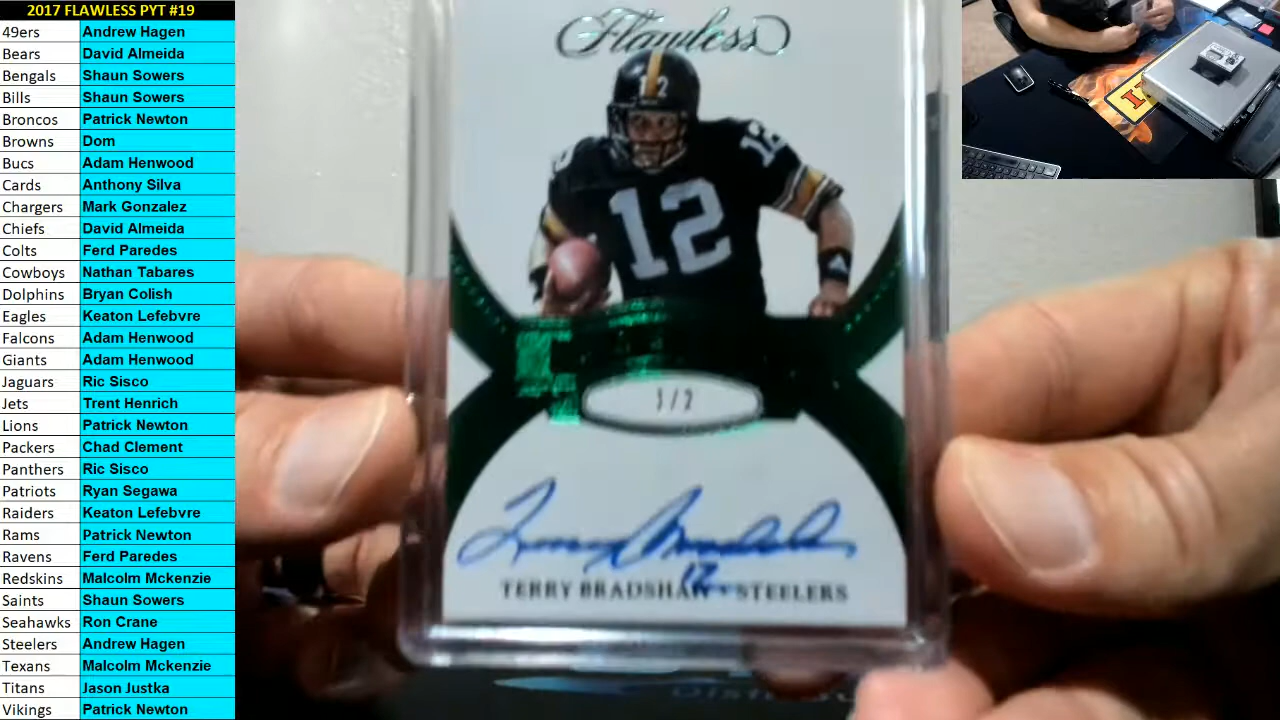 2017 FLAWLESS PYT #19
49ers Andrew Hagen
Bears David Almeida
Bengals Shaun Sowers
Bills Shaun Sowers
Broncos Patrick Newton
Browns Dom
Bucs Adam Henwood
Cards Anthony Silva
Chargers Mark Gonzalez
Chiefs David Almeida
Colts Ferd Paredes
Cowboys Nathan Tabares
Dolphins Bryan Colish
Eagles Keaton Lefebvre
Falcons Adam Henwood
Giants Adam Henwood
Jaguars Ric Sisco
Jets Trent Henrich
Lions Patrick Newton
Packers Chad Clement
Panthers Ric Sisco
Patriots Ryan Segawa
Raiders Keaton Lefebvre
Rams Patrick Newton
Ravens Ferd Paredes
Redskins Malcolm Mckenzie
Saints Shaun Sowers
Seahawks Ron Crane
Steelers Andrew Hagen
Texans Malcolm Mckenzie
Titans Jason Justka
Vikings Patrick Newton
Flawless
12
12
12
1/2
Terry Bradshaw
12
TERRY BRADSHAW • STEELERS